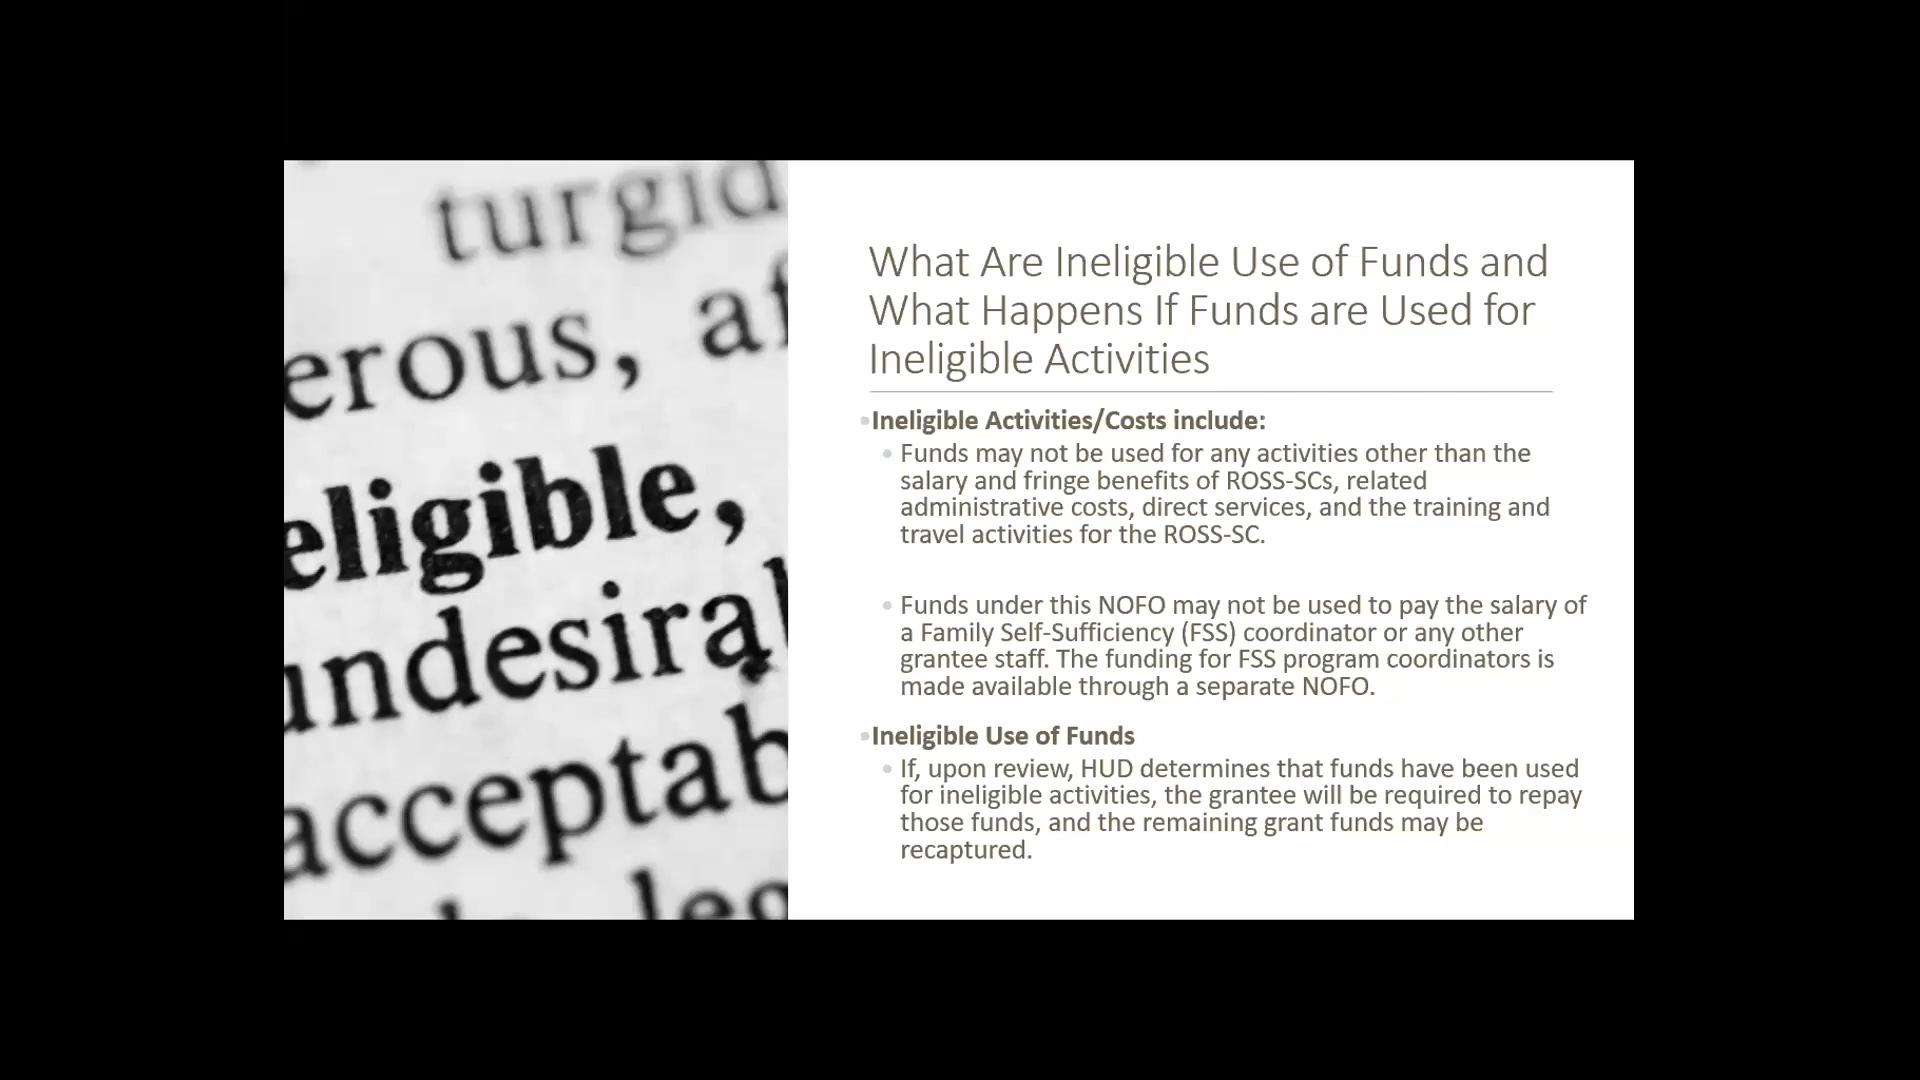 turgid
erous, af
eligible,
undesiral
acceptab
What Are Ineligible Use of Funds and
What Happens If Funds are Used for
Ineligible Activities
Ineligible Activities/Costs include:
Funds may not be used for any activities other than the
salary and fringe benefits of ROSS-SCs, related
administrative costs, direct services, and the training and
travel activities for the ROSS-SC.
Funds under this NOFO may not be used to pay the salary of
a Family Self-Sufficiency (FSS) coordinator or any other
grantee staff. The funding for FSS program coordinators is
made available through a separate NOFO.
Ineligible Use of Funds
If, upon review, HUD determines that funds have been used
for ineligible activities, the grantee will be required to repay
those funds, and the remaining grant funds may be
recaptured.